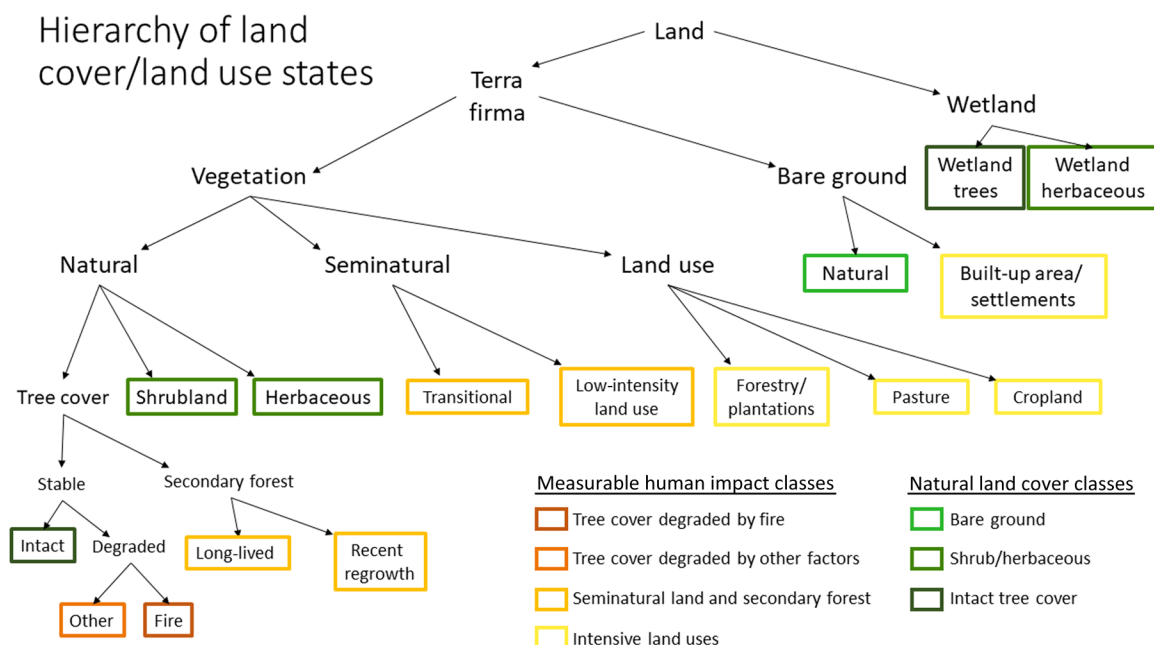 Hierarchy of land
cover/land use states
Land
Terra
firma
Wetland
Wetland
trees
Wetland
herbaceous
Vegetation
Bare ground
Natural
Seminatural
Land use
Natural
Built-up area/
settlements
Tree cover
Shrubland
Herbaceous
Transitional
Low-intensity
land use
Forestry/
plantations
Pasture
Cropland
Stable
Secondary forest
Intact
Degraded
Long-lived
Recent
regrowth
Other
Fire
Measurable human impact classes
Tree cover degraded by fire
Tree cover degraded by other factors
Seminatural land and secondary forest
Intensive land uses
Natural land cover classes
Bare ground
Shrub/herbaceous
Intact tree cover